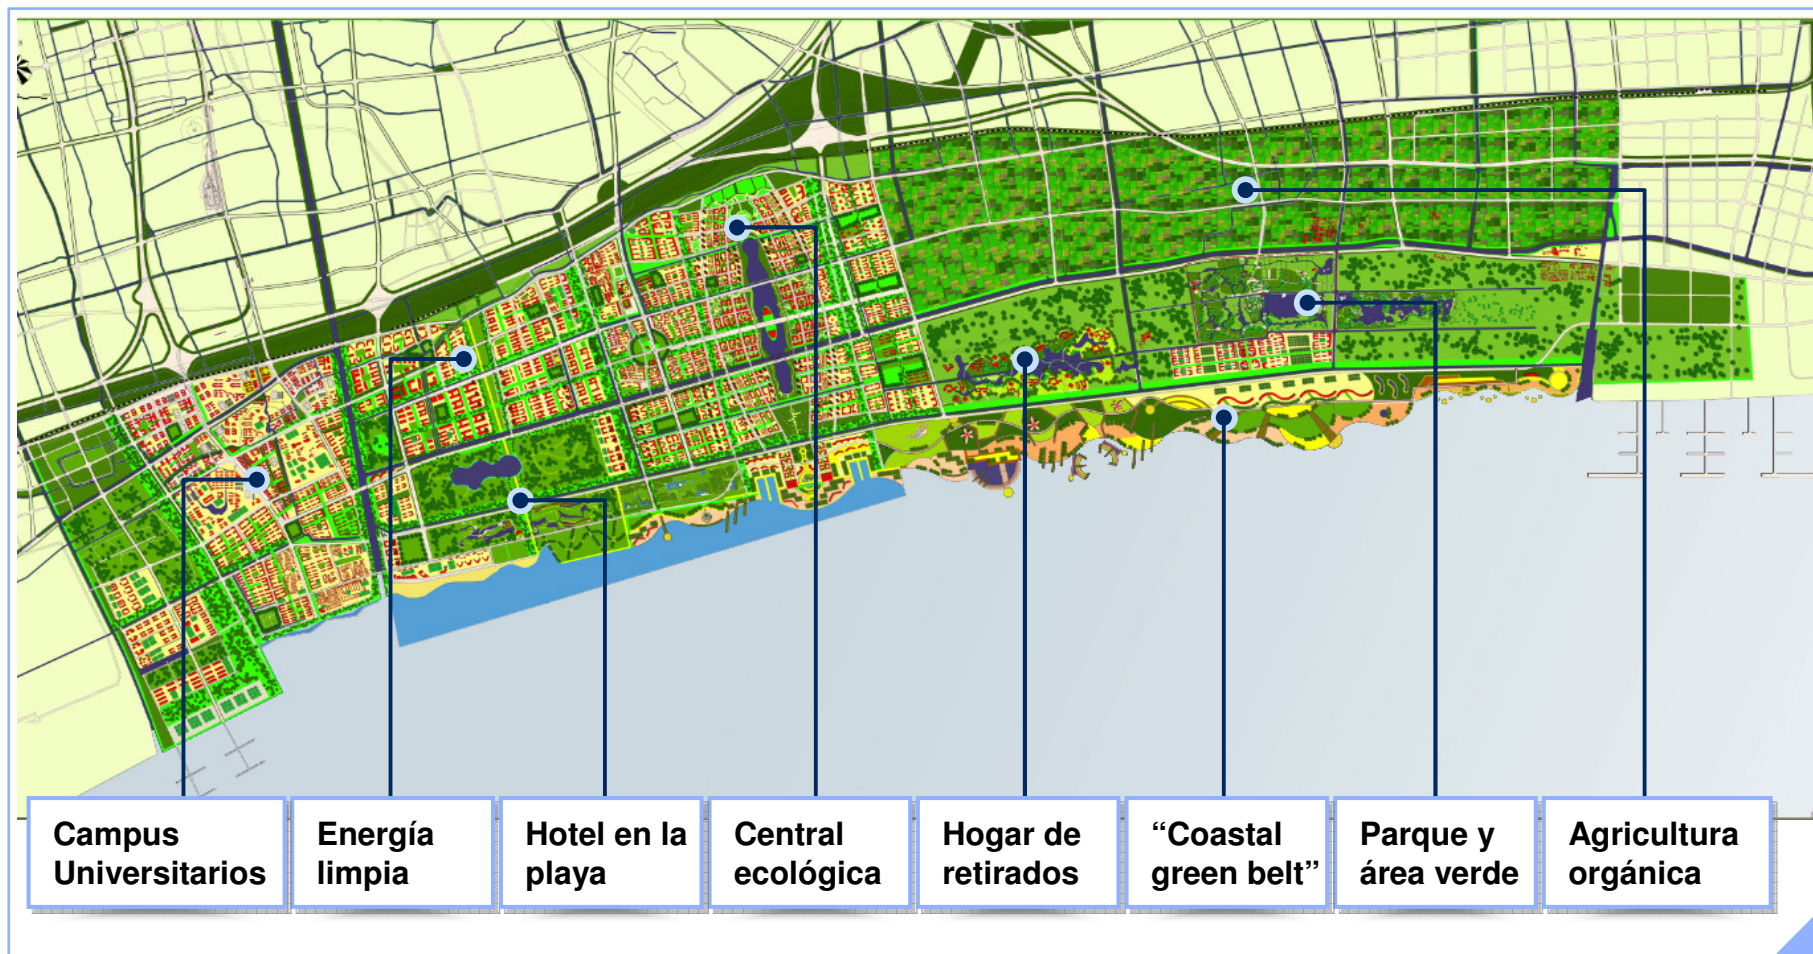 Campus
Universitarios
Energía
limpia
Hotel en la
playa
Central
ecológica
Hogar de
retirados
“Coastal
green belt”
Parque y
área verde
Agricultura
orgánica